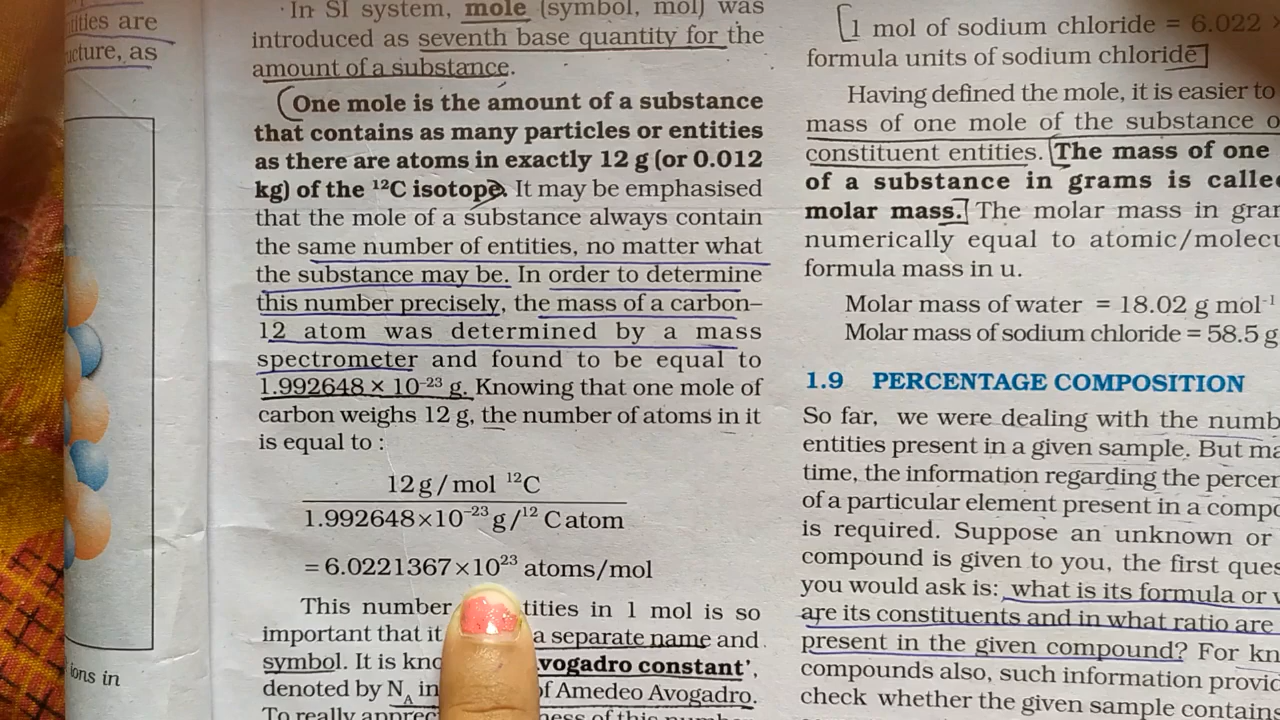 tities are
ucture, as
ions in
In SI system, mole (symbol, mol) was
introduced as seventh base quantity for the
amount of a substance.
One mole is the amount of a substance
that contains as many particles or entities
as there are atoms in exactly 12 g (or 0.012
kg) of the ¹²C isotope. It may be emphasised
that the mole of a substance always contain
the same number of entities, no matter what
the substance may be. In order to determine
this number precisely, the mass of a carbon–
12 atom was determined by a mass
spectrometer and found to be equal to
1.992648 × 10⁻²³ g. Knowing that one mole of
carbon weighs 12 g, the number of atoms in it
is equal to :
12 g / mol ¹²C
1.992648×10⁻²³ g/¹² C atom
= 6.0221367×10²³ atoms/mol
This number tities in 1 mol is so
important that it a separate name and
symbol. It is kno vogadro constant',
denoted by N_A in of Amedeo Avogadro.
To really apprec ness of this number
[1 mol of sodium chloride = 6.022 ×
formula units of sodium chloride]
Having defined the mole, it is easier to
mass of one mole of the substance o
constituent entities. The mass of one
of a substance in grams is calle
molar mass. The molar mass in gra
numerically equal to atomic/molecu
formula mass in u.
Molar mass of water = 18.02 g mol⁻¹
Molar mass of sodium chloride = 58.5 g
1.9 PERCENTAGE COMPOSITION
So far, we were dealing with the numb
entities present in a given sample. But ma
time, the information regarding the percen
of a particular element present in a compo
is required. Suppose an unknown or
compound is given to you, the first ques
you would ask is: what is its formula or w
are its constituents and in what ratio are
present in the given compound? For kn
compounds also, such information provid
check whether the given sample contains